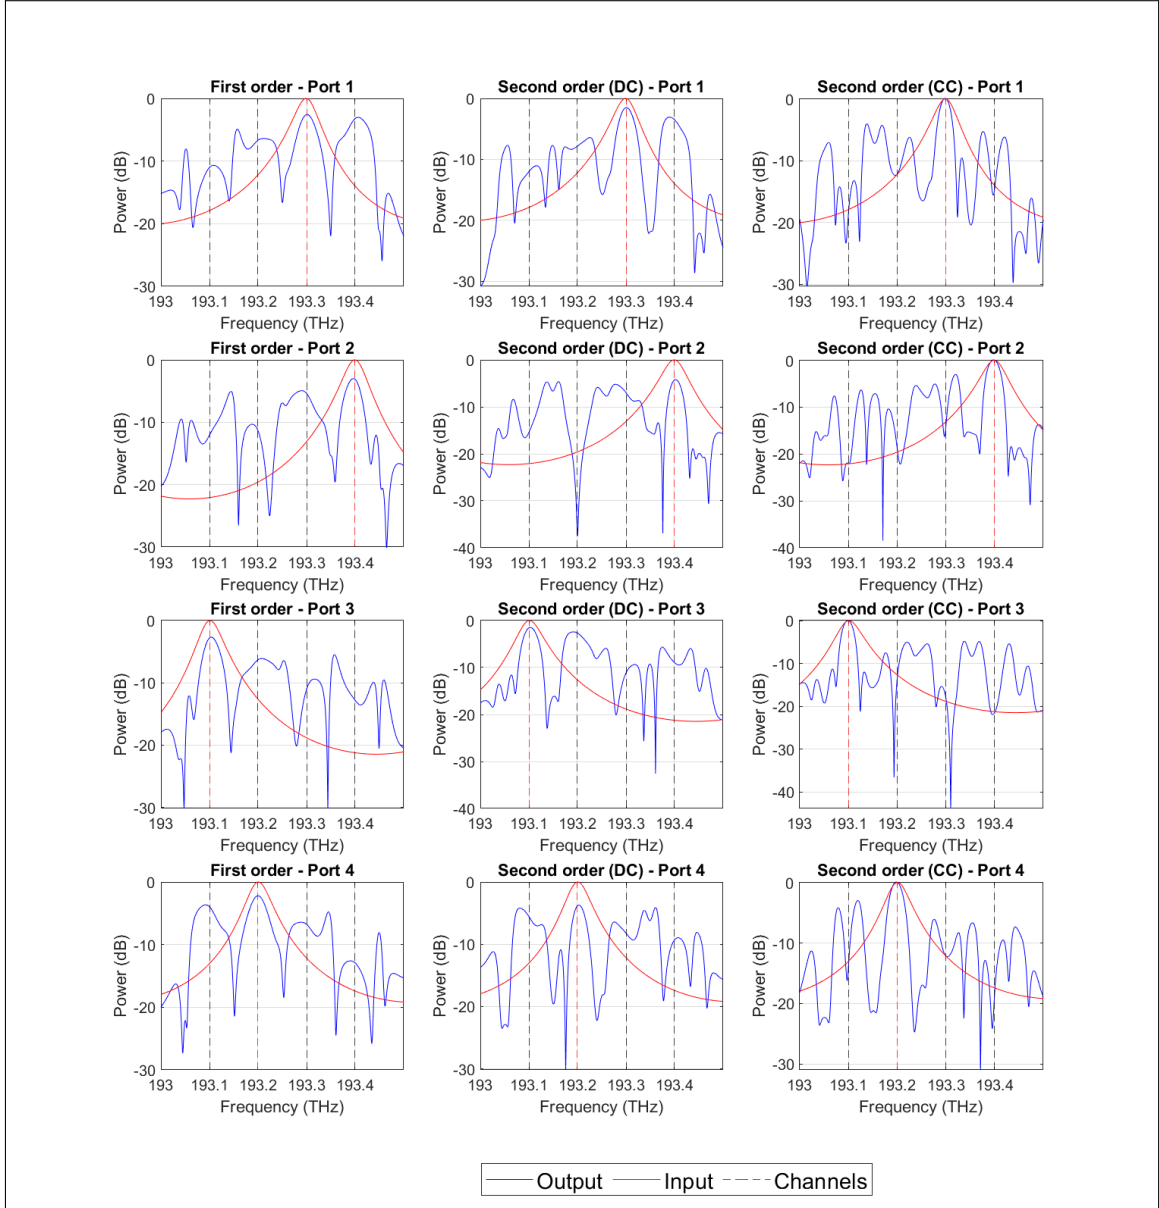 First order - Port 1
Second order (DC) - Port 1
Second order (CC) - Port 1
0
-10
-20
-30
Power (dB)
193 193.1 193.2 193.3 193.4
Frequency (THz)
0
-10
-20
-30
Power (dB)
193 193.1 193.2 193.3 193.4
Frequency (THz)
0
-10
-20
-30
Power (dB)
193 193.1 193.2 193.3 193.4
Frequency (THz)
First order - Port 2
Second order (DC) - Port 2
Second order (CC) - Port 2
0
-10
-20
-30
Power (dB)
193 193.1 193.2 193.3 193.4
Frequency (THz)
0
-10
-20
-30
-40
Power (dB)
193 193.1 193.2 193.3 193.4
Frequency (THz)
0
-10
-20
-30
-40
Power (dB)
193 193.1 193.2 193.3 193.4
Frequency (THz)
First order - Port 3
Second order (DC) - Port 3
Second order (CC) - Port 3
0
-10
-20
-30
Power (dB)
193 193.1 193.2 193.3 193.4
Frequency (THz)
0
-10
-20
-30
-40
Power (dB)
193 193.1 193.2 193.3 193.4
Frequency (THz)
0
-10
-20
-30
-40
Power (dB)
193 193.1 193.2 193.3 193.4
Frequency (THz)
First order - Port 4
Second order (DC) - Port 4
Second order (CC) - Port 4
0
-10
-20
-30
Power (dB)
193 193.1 193.2 193.3 193.4
Frequency (THz)
0
-10
-20
-30
Power (dB)
193 193.1 193.2 193.3 193.4
Frequency (THz)
0
-10
-20
-30
Power (dB)
193 193.1 193.2 193.3 193.4
Frequency (THz)
Output Input Channels